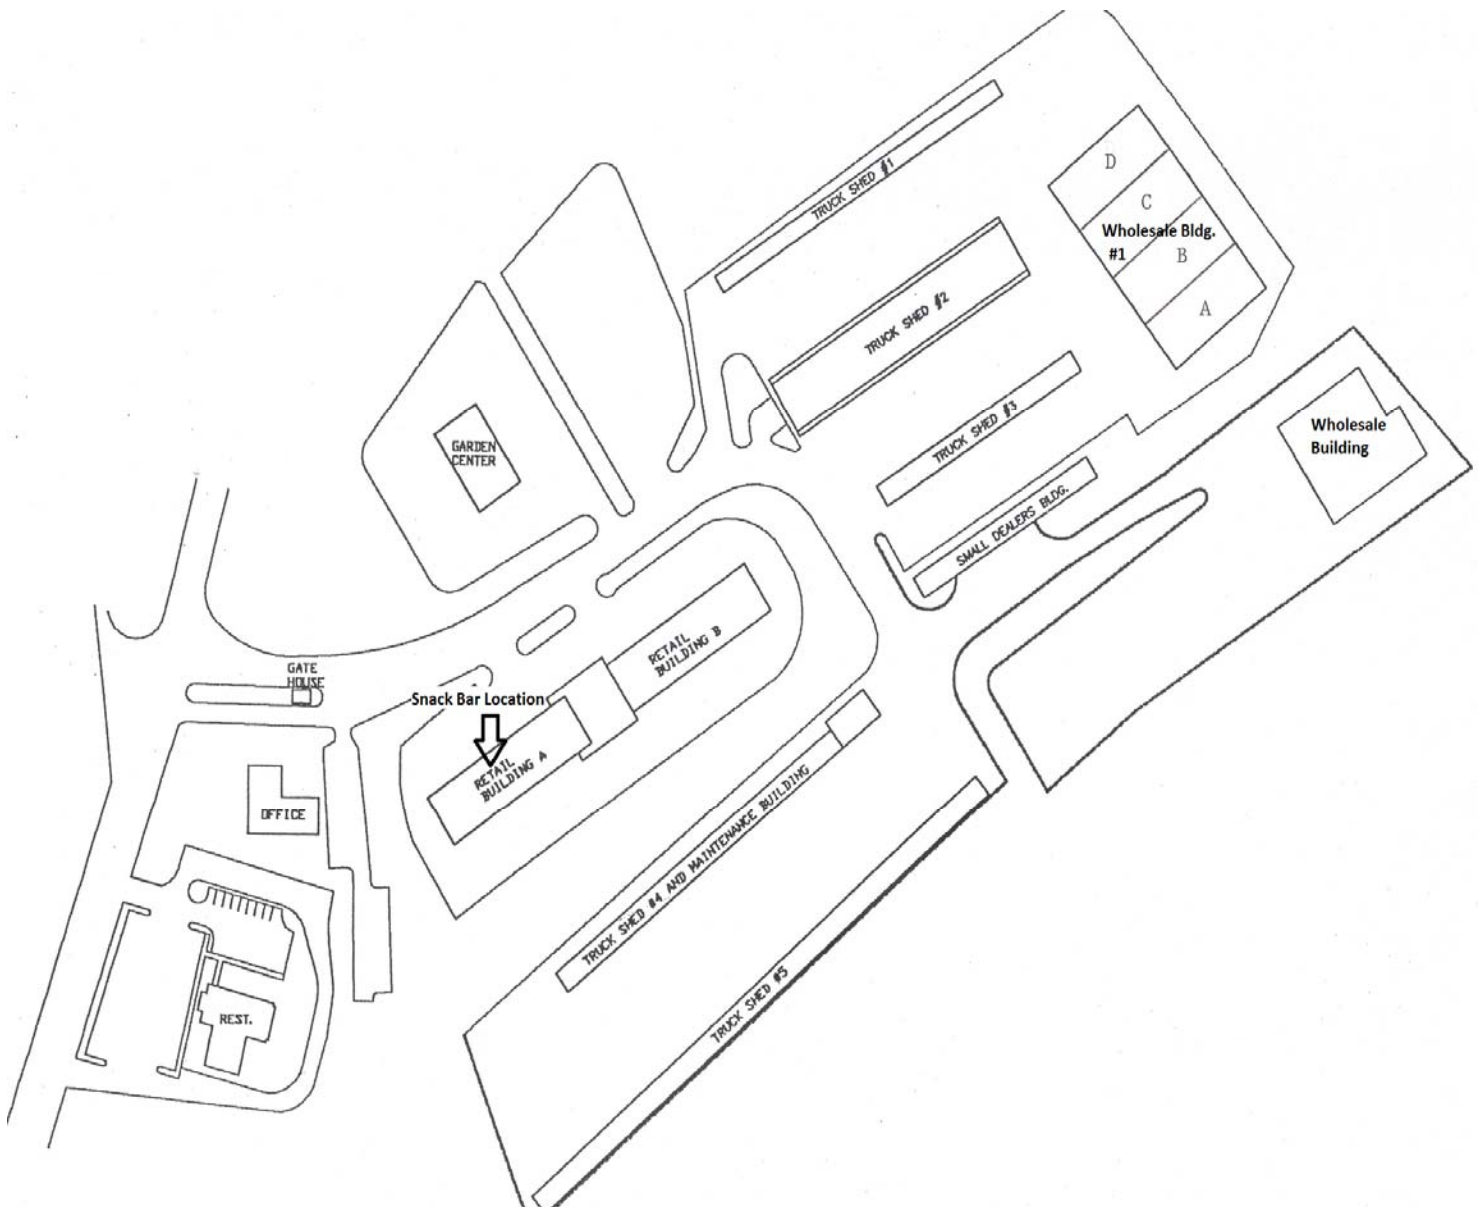 TRUCK SHED #1
D
C
Wholesale Bldg.
#1
B
A
TRUCK SHED #2
TRUCK SHED #3
Wholesale
Building
GARDEN
CENTER
SMALL DEALERS BLDG.
RETAIL
BUILDING B
GATE
HOUSE
Snack Bar Location
RETAIL
BUILDING A
OFFICE
TRUCK SHED #4 AND MAINTENANCE BUILDING
TRUCK SHED #5
REST.